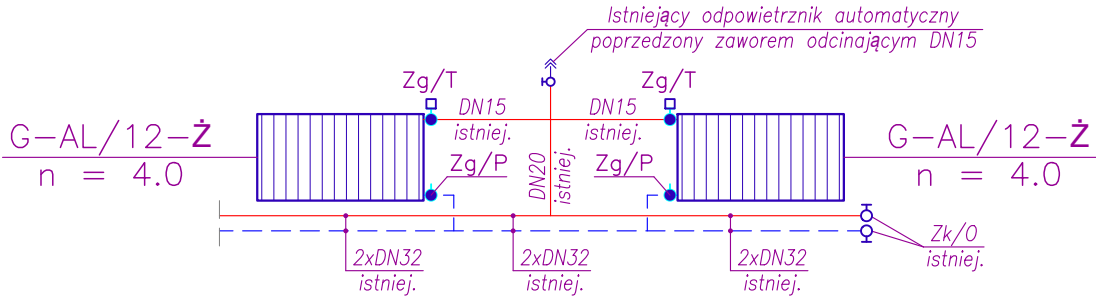 Istniejący odpowietrznik automatyczny
poprzedzony zaworem odcinającym DN15
Zg/T
Zg/T
DN15
istniej.
DN15
istniej.
G-AL/12-Ż
n = 4.0
G-AL/12-Ż
n = 4.0
Zg/P
DN20
istniej.
Zg/P
Zk/O
istniej.
2xDN32
istniej.
2xDN32
istniej.
2xDN32
istniej.